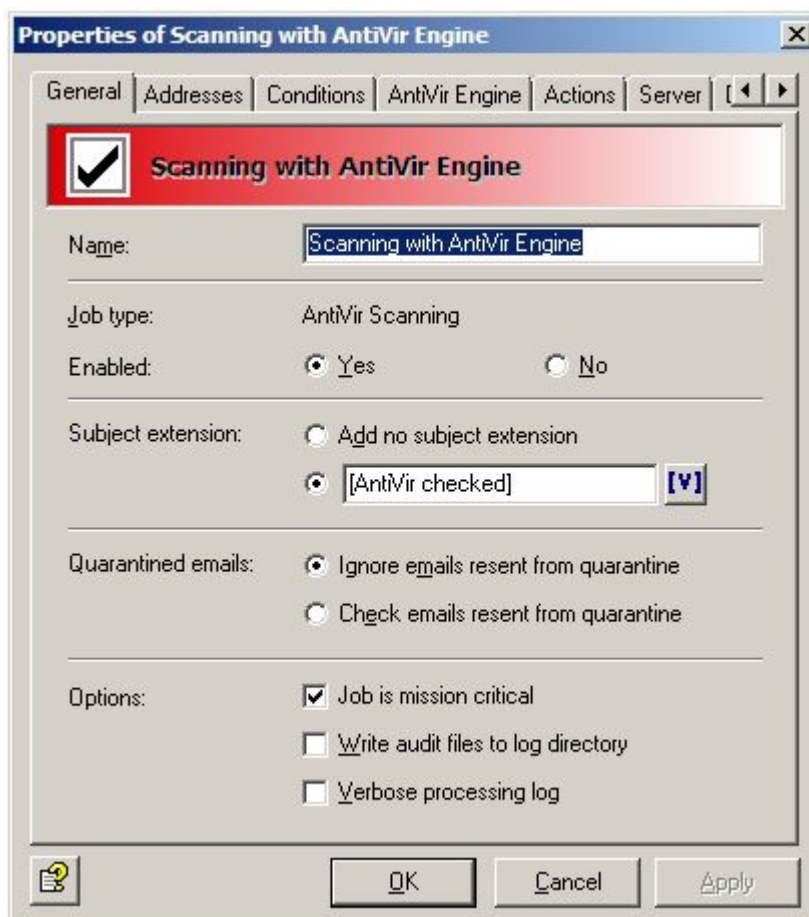 Properties of Scanning with AntiVir Engine
General Addresses Conditions AntiVir Engine Actions Server
Scanning with AntiVir Engine
Name: Scanning with AntiVir Engine
Job type: AntiVir Scanning
Enabled: Yes No
Subject extension: Add no subject extension
[AntiVir checked] [V]
Quarantined emails: Ignore emails resent from quarantine
Check emails resent from quarantine
Options: Job is mission critical
Write audit files to log directory
Verbose processing log
OK Cancel Apply